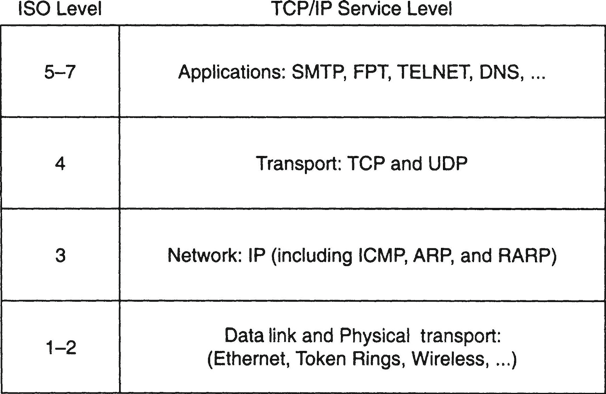 ISO Level TCP/IP Service Level
5–7 Applications: SMTP, FPT, TELNET, DNS, ...
4 Transport: TCP and UDP
3 Network: IP (including ICMP, ARP, and RARP)
1–2 Data link and Physical transport:
(Ethernet, Token Rings, Wireless, ...)